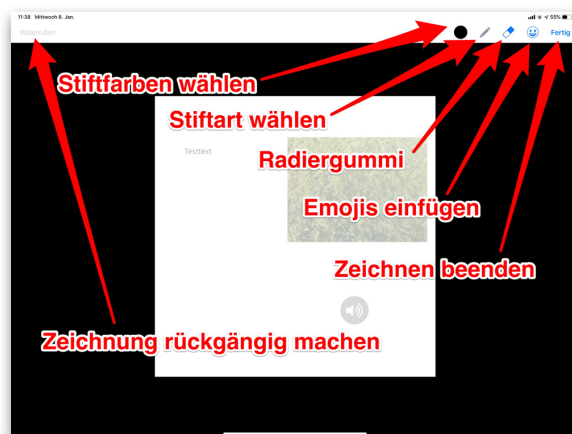 11:38 Mittwoch 8. Jan.
55%
Widerrufen
Fertig
Stiftfarben wählen
Stiftart wählen
Testtext
Radiergummi
Emojis einfügen
Zeichnen beenden
Zeichnung rückgängig machen